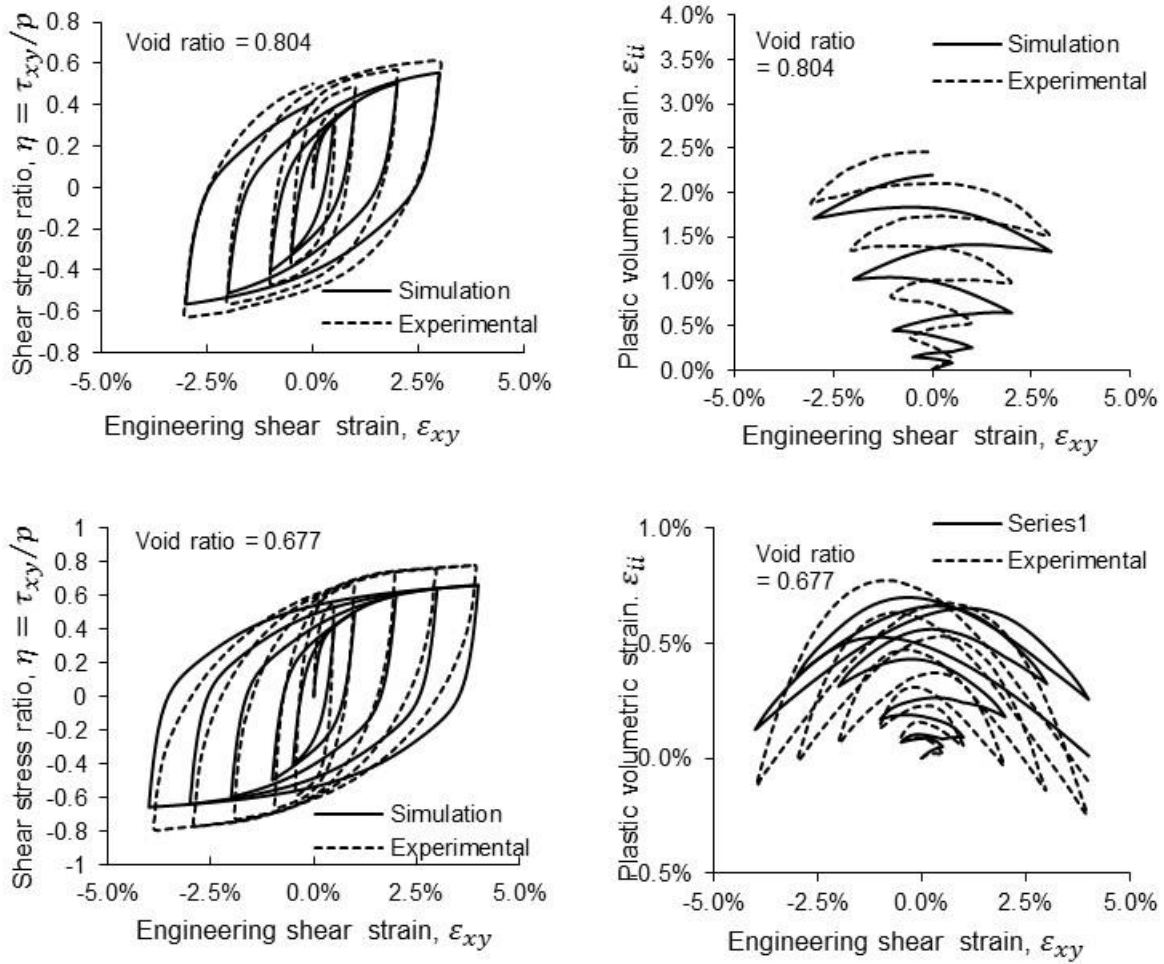 Shear stress ratio, η = τxy/p
0.8
0.6
0.4
0.2
0
-0.2
-0.4
-0.6
-0.8
Void ratio = 0.804
Simulation
Experimental
-5.0% -2.5% 0.0% 2.5% 5.0%
Engineering shear strain, εxy
Plastic volumetric strain. εii
4.0%
3.5%
3.0%
2.5%
2.0%
1.5%
1.0%
0.5%
0.0%
Void ratio
= 0.804
Simulation
Experimental
-5.0% -2.5% 0.0% 2.5% 5.0%
Engineering shear strain, εxy
Shear stress ratio, η = τxy/p
1
0.8
0.6
0.4
0.2
0
-0.2
-0.4
-0.6
-0.8
-1
Void ratio = 0.677
Simulation
Experimental
-5.0% -2.5% 0.0% 2.5% 5.0%
Engineering shear strain, εxy
Plastic volumetric strain. εii
1.0%
0.5%
0.0%
-0.5%
Void ratio
= 0.677
Series1
Experimental
-5.0% -2.5% 0.0% 2.5% 5.0%
Engineering shear strain, εxy